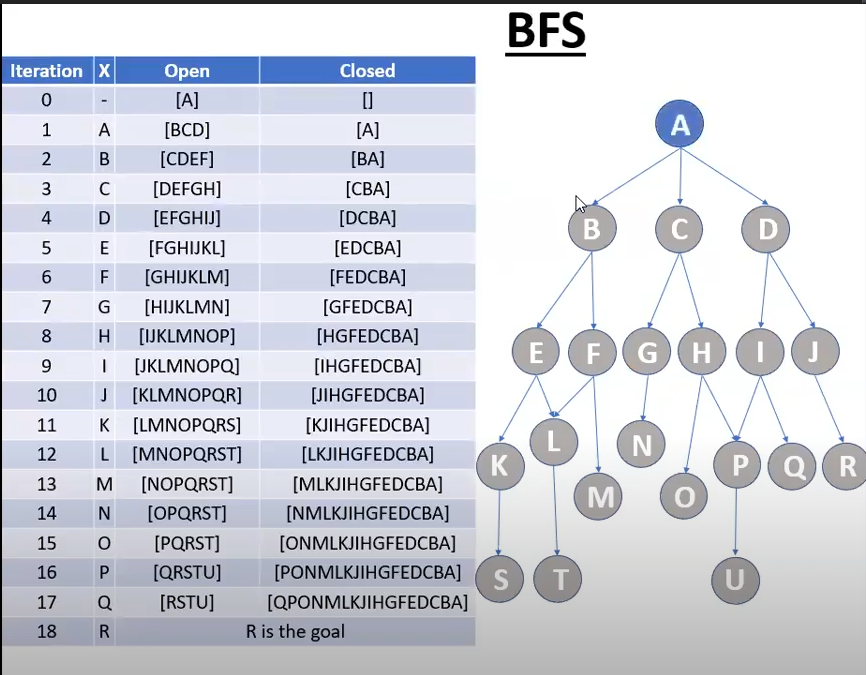 BFS
Iteration X Open Closed
0 - [A] []
1 A [BCD] [A]
2 B [CDEF] [BA]
3 C [DEFGH] [CBA]
4 D [EFGHIJ] [DCBA]
5 E [FGHIJKL] [EDCBA]
6 F [GHIJKLM] [FEDCBA]
7 G [HIJKLMN] [GFEDCBA]
8 H [IJKLMNOP] [HGFEDCBA]
9 I [JKLMNOPQ] [IHGFEDCBA]
10 J [KLMNOPQR] [JIHGFEDCBA]
11 K [LMNOPQRS] [KJIHGFEDCBA]
12 L [MNOPQRST] [LKJIHGFEDCBA]
13 M [NOPQRST] [MLKJIHGFEDCBA]
14 N [OPQRST] [NMLKJIHGFEDCBA]
15 O [PQRST] [ONMLKJIHGFEDCBA]
16 P [QRSTU] [PONMLKJIHGFEDCBA]
17 Q [RSTU] [QPONMLKJIHGFEDCBA]
18 R R is the goal
A
B C D
E F G H I J
K L M N O P Q R
S T U